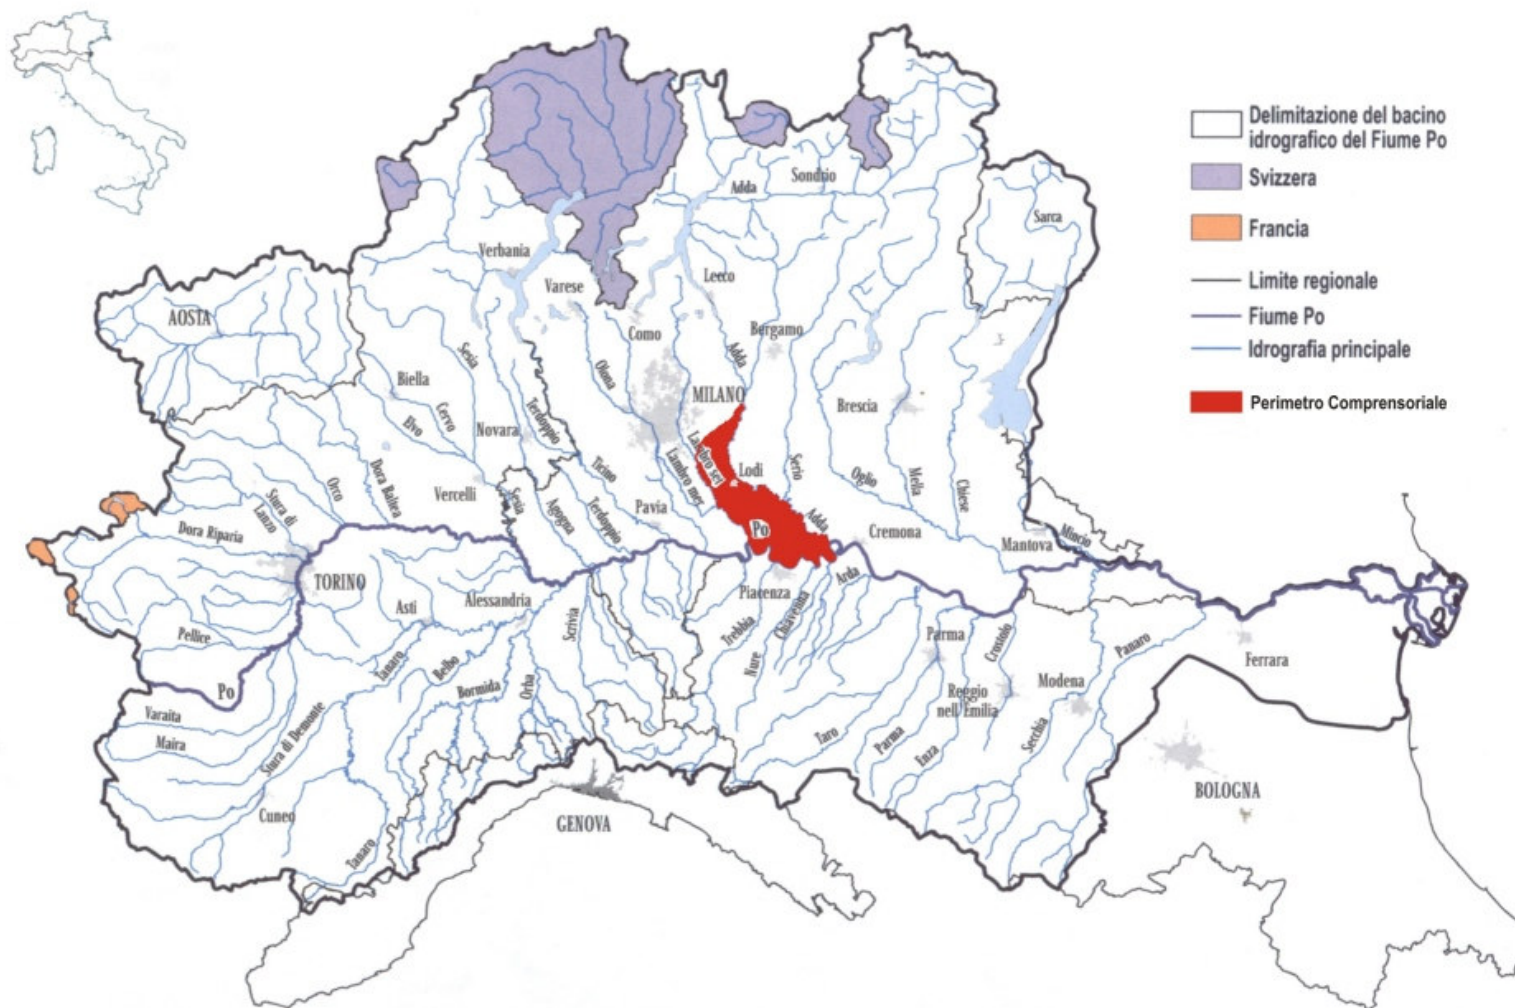 Delimitazione del bacino
idrografico del Fiume Po
Svizzera
Francia
Limite regionale
Fiume Po
Idrografia principale
Perimetro Comprensoriale
Sondrio
Adda
Sarca
Verbania
Varese
Lecco
AOSTA
Como
Bergamo
Sesia
Olona
Adda
Biella
MILANO
Cervo
Elvo
Novara
Terdoppio
Brescia
Lambro set
Lambro mer
Lodi
Serio
Oglio
Mella
Chiese
Orco
Dora Baltea
Vercelli
Sesia
Agogna
Ticino
Terdoppio
Pavia
Stura di
Lanzo
Dora Riparia
Po
Adda
Cremona
Mantova
Mincio
TORINO
Asti
Alessandria
Scrivia
Piacenza
Arda
Trebbia
Chiavenna
Nure
Parma
Crostolo
Panaro
Ferrara
Pellice
Tanaro
Belbo
Bormida
Orba
Po
Reggio
nell'Emilia
Modena
Varaita
Maira
Stura di Demonte
Taro
Parma
Enza
Secchia
Cuneo
Tanaro
GENOVA
BOLOGNA